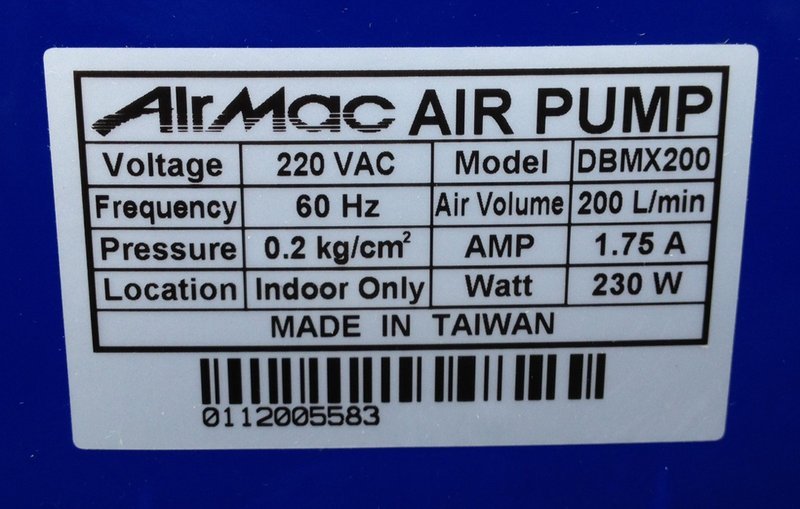 AIrMac AIR PUMP
Voltage 220 VAC Model DBMX200
Frequency 60 Hz Air Volume 200 L/min
Pressure 0.2 kg/cm² AMP 1.75 A
Location Indoor Only Watt 230 W
MADE IN TAIWAN
0112005583